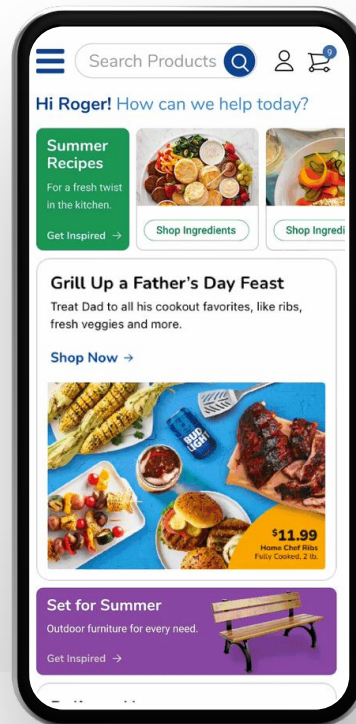 Search Products
9
Hi Roger! How can we help today?
Summer
Recipes
For a fresh twist
in the kitchen.
Get Inspired →
Shop Ingredients
Shop Ingredi
Grill Up a Father's Day Feast
Treat Dad to all his cookout favorites, like ribs,
fresh veggies and more.
Shop Now →
BUD
LIGHT
$11.99
Home Chef Ribs
Fully Cooked, 2 lb.
Set for Summer
Outdoor furniture for every need.
Get Inspired →